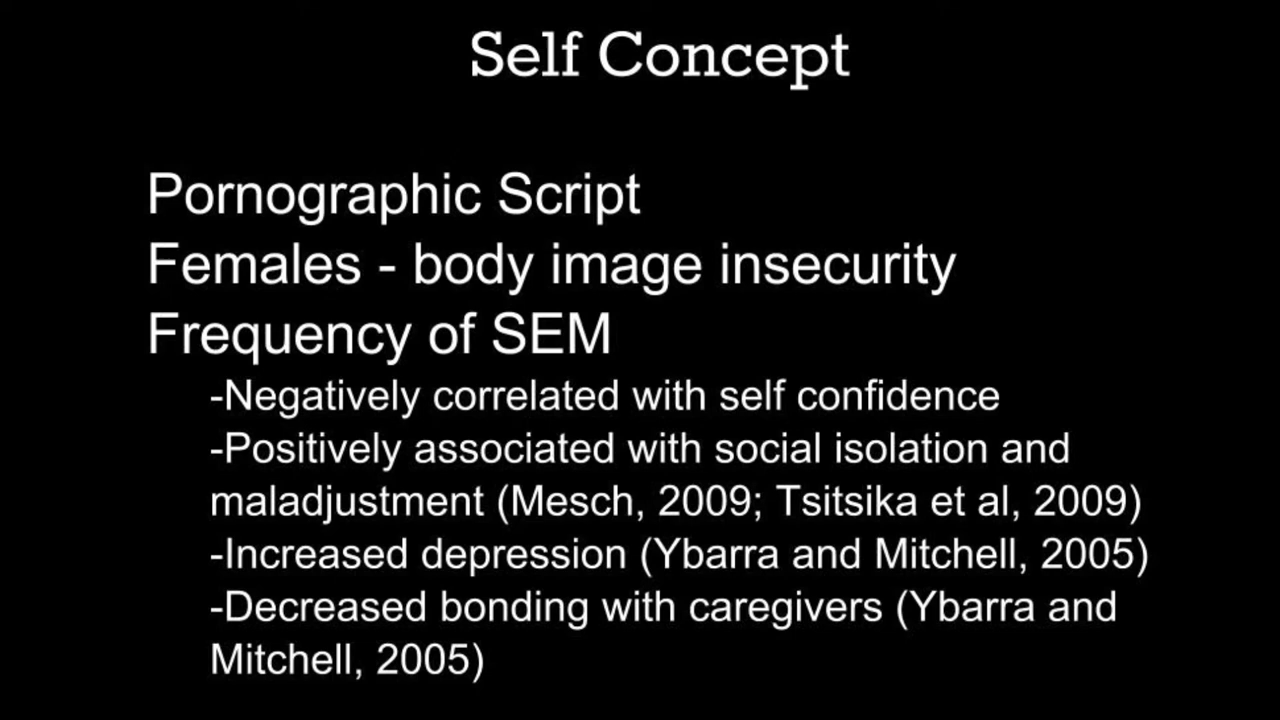 Self Concept
Pornographic Script
Females - body image insecurity
Frequency of SEM
-Negatively correlated with self confidence
-Positively associated with social isolation and
maladjustment (Mesch, 2009; Tsitsika et al, 2009)
-Increased depression (Ybarra and Mitchell, 2005)
-Decreased bonding with caregivers (Ybarra and
Mitchell, 2005)